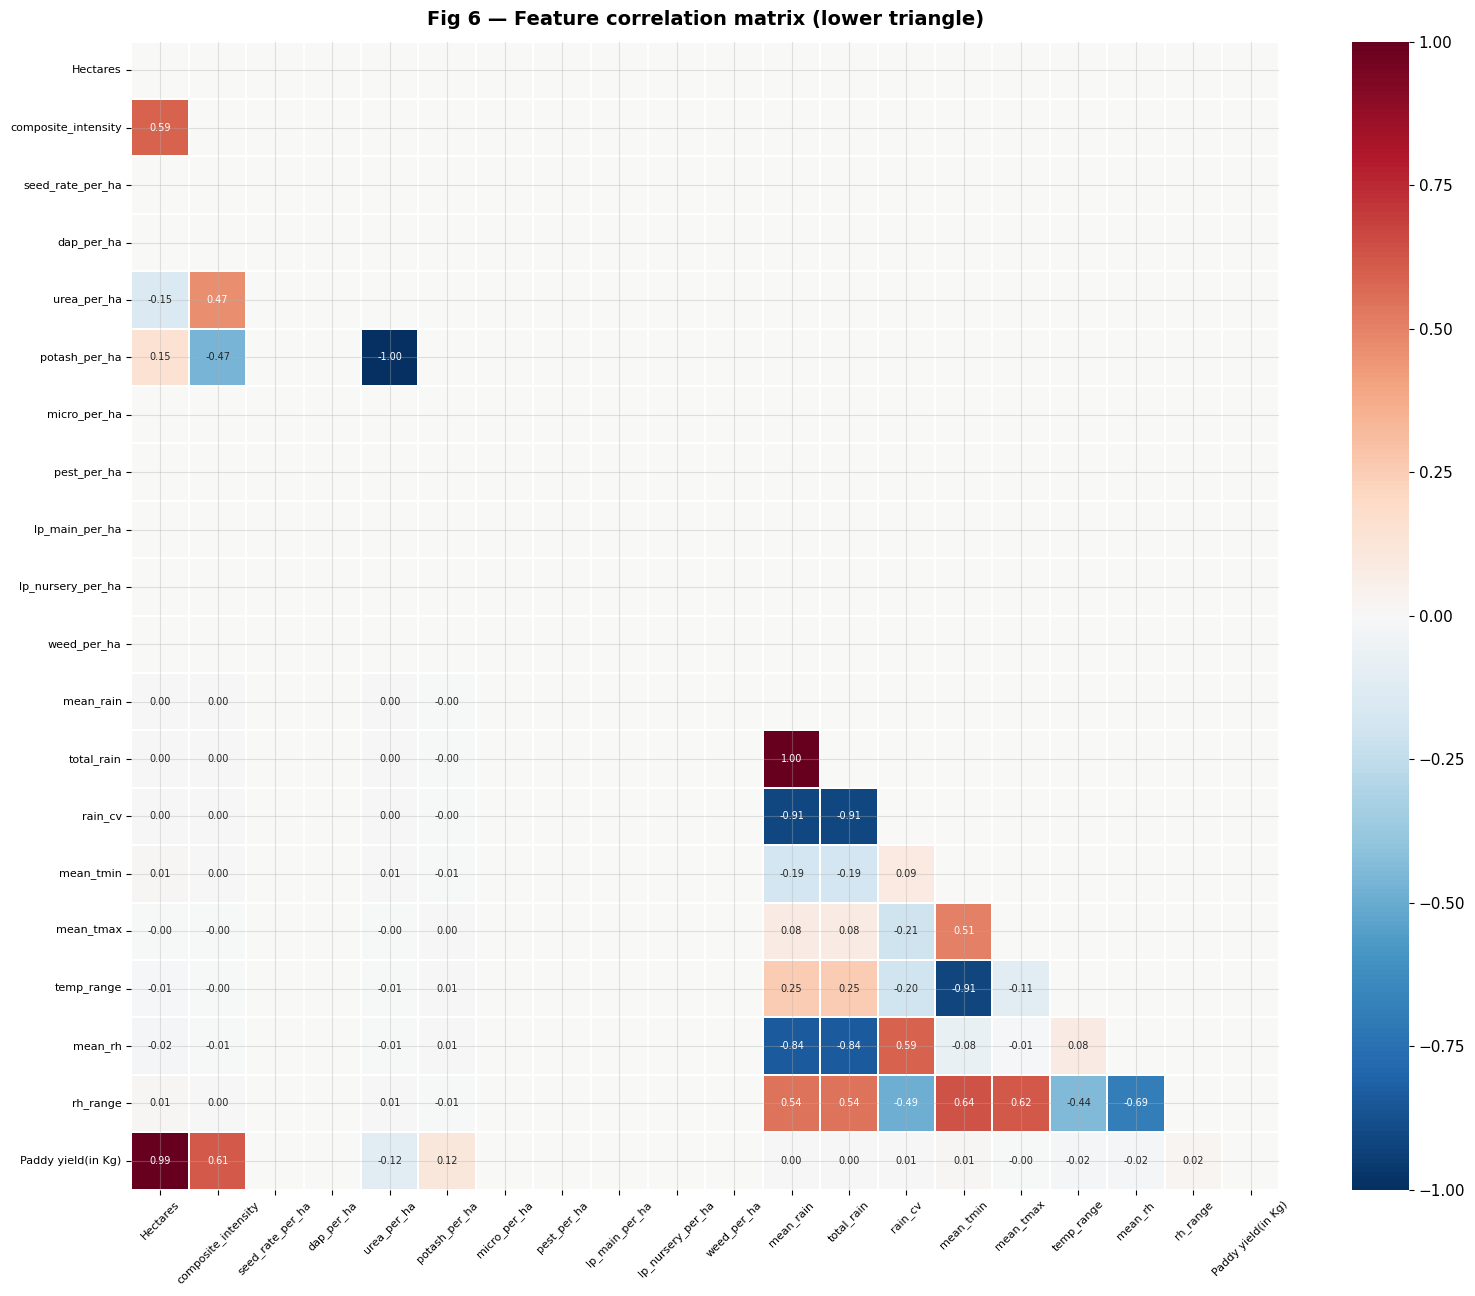 Fig 6 — Feature correlation matrix (lower triangle)
Hectares
composite_intensity 0.59
seed_rate_per_ha
dap_per_ha
urea_per_ha -0.15 0.47
potash_per_ha 0.15 -0.47 -1.00
micro_per_ha
pest_per_ha
lp_main_per_ha
lp_nursery_per_ha
weed_per_ha
mean_rain 0.00 0.00 0.00 -0.00
total_rain 0.00 0.00 0.00 -0.00 1.00
rain_cv 0.00 0.00 0.00 -0.00 -0.91 -0.91
mean_tmin 0.01 0.00 0.01 -0.01 -0.19 -0.19 0.09
mean_tmax -0.00 -0.00 -0.00 0.00 0.08 0.08 -0.21 0.51
temp_range -0.01 -0.00 -0.01 0.01 0.25 0.25 -0.20 -0.91 -0.11
mean_rh -0.02 -0.01 -0.01 0.01 -0.84 -0.84 0.59 -0.08 -0.01 0.08
rh_range 0.01 0.00 0.01 -0.01 0.54 0.54 -0.49 0.64 0.62 -0.44 -0.69
Paddy yield(in Kg) 0.99 0.61 -0.12 0.12 0.00 0.00 0.01 0.01 -0.00 -0.02 -0.02 0.02
Hectares composite_intensity seed_rate_per_ha dap_per_ha urea_per_ha potash_per_ha micro_per_ha pest_per_ha lp_main_per_ha lp_nursery_per_ha weed_per_ha mean_rain total_rain rain_cv mean_tmin mean_tmax temp_range mean_rh rh_range Paddy yield(in Kg)
1.00
0.75
0.50
0.25
0.00
−0.25
−0.50
−0.75
−1.00